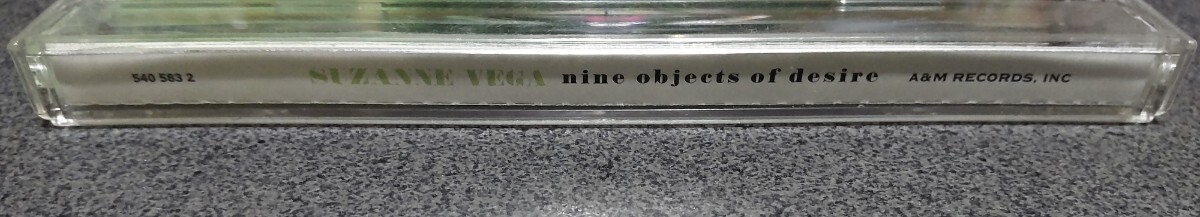 540 583 2 SUZANNE VEGA nine objects of desire A&M RECORDS, INC